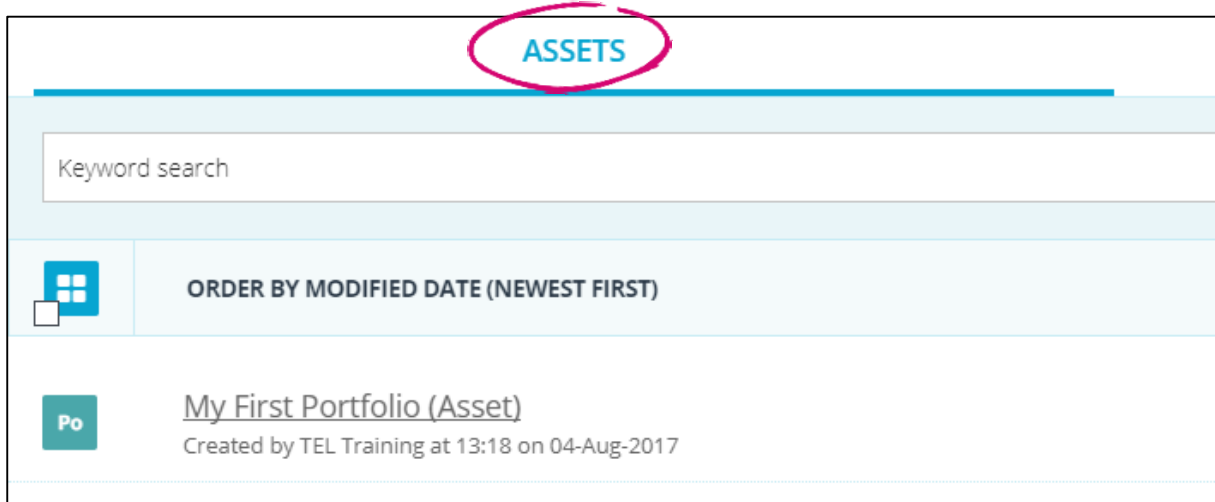 ASSETS
Keyword search
ORDER BY MODIFIED DATE (NEWEST FIRST)
Po
My First Portfolio (Asset)
Created by TEL Training at 13:18 on 04-Aug-2017